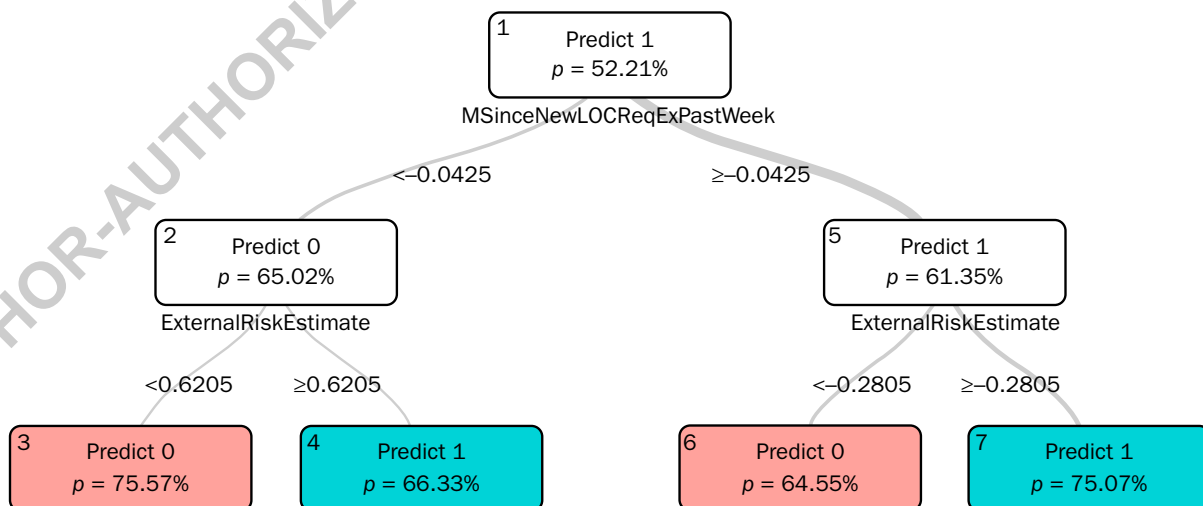 1
Predict 1
p = 52.21%
MSinceNewLOCReqExPastWeek
<–0.0425
≥–0.0425
2
Predict 0
p = 65.02%
ExternalRiskEstimate
5
Predict 1
p = 61.35%
ExternalRiskEstimate
<0.6205
≥0.6205
<–0.2805
≥–0.2805
3
Predict 0
p = 75.57%
4
Predict 1
p = 66.33%
6
Predict 0
p = 64.55%
7
Predict 1
p = 75.07%